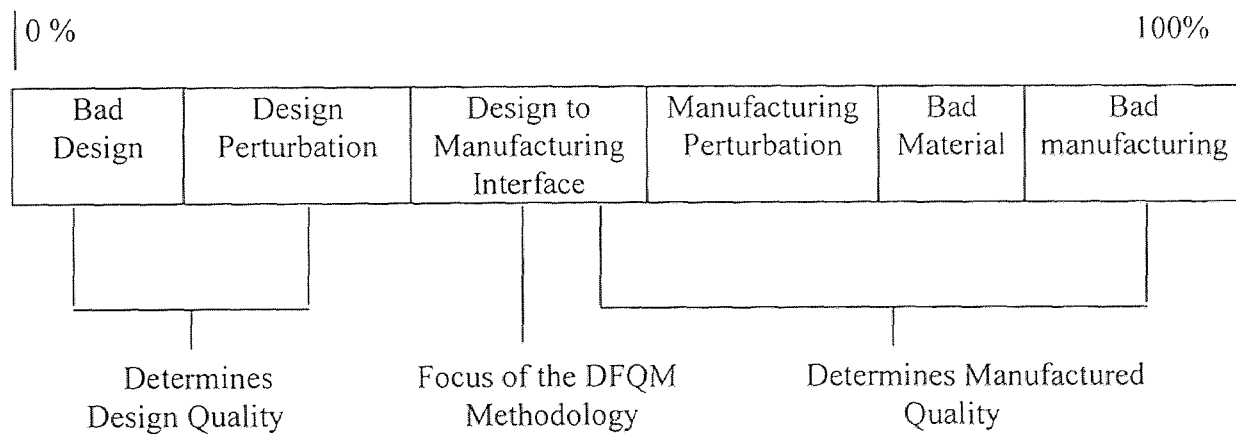 0 %
100%
Bad
Design
Design
Perturbation
Design to
Manufacturing
Interface
Manufacturing
Perturbation
Bad
Material
Bad
manufacturing
Determines
Design Quality
Focus of the DFQM
Methodology
Determines Manufactured
Quality